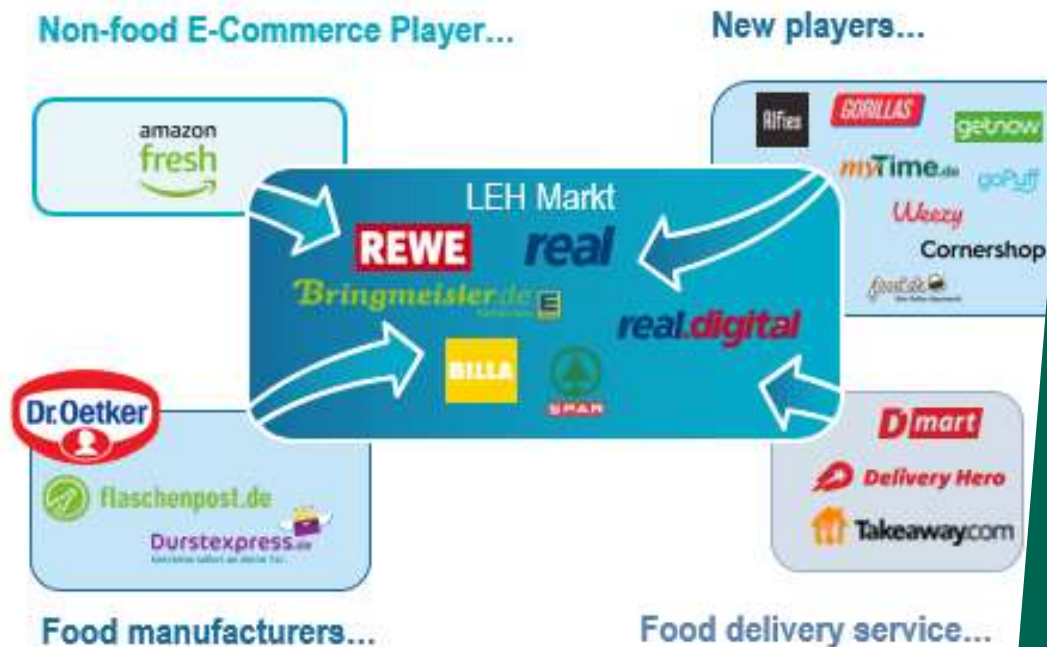 Non-food E-Commerce Player...
New players...
amazon
fresh
Alfies
GORILLAS
getnow
myTime.de
goPuff
Weezy
Cornershop
food.de
LEH Markt
REWE
real
Bringmeister.de
E
real.digital
BILLA
SPAR
Dr.Oetker
flaschenpost.de
Durstexpress.de
D mart
Delivery Hero
Takeaway.com
Food manufacturers...
Food delivery service...